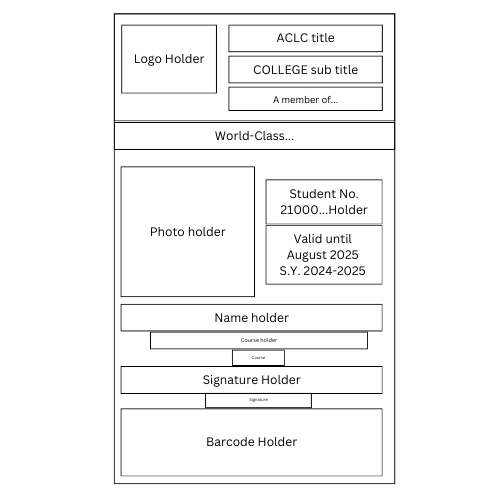 Logo Holder
ACLC title
COLLEGE sub title
A member of...
World-Class...
Photo holder
Student No.
21000...Holder
Valid until
August 2025
S.Y. 2024-2025
Name holder
Course holder
Course
Signature Holder
Signature
Barcode Holder